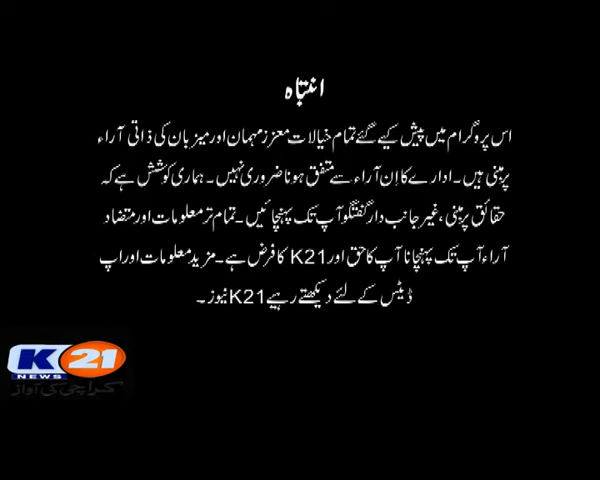 انتباہ
اس پروگرام میں پیش کیے گئے تمام خیالات معزز مہمان اور میزبان کی ذاتی آراء
پر مبنی ہیں۔ ادارے کا اِن آراء سے متفق ہونا ضروری نہیں۔ ہماری کوشش ہے کہ
حقائق پر مبنی، غیر جانب دار گفتگو آپ تک پہنچائیں۔ تمام تر معلومات اور متضاد
آراء آپ تک پہنچانا آپ کا حق اور K21 کا فرض ہے۔ مزید معلومات اور اپ
ڈیٹس کے لئے دیکھتے رہیے K21 نیوز۔
K21
NEWS
کراچی کی آواز